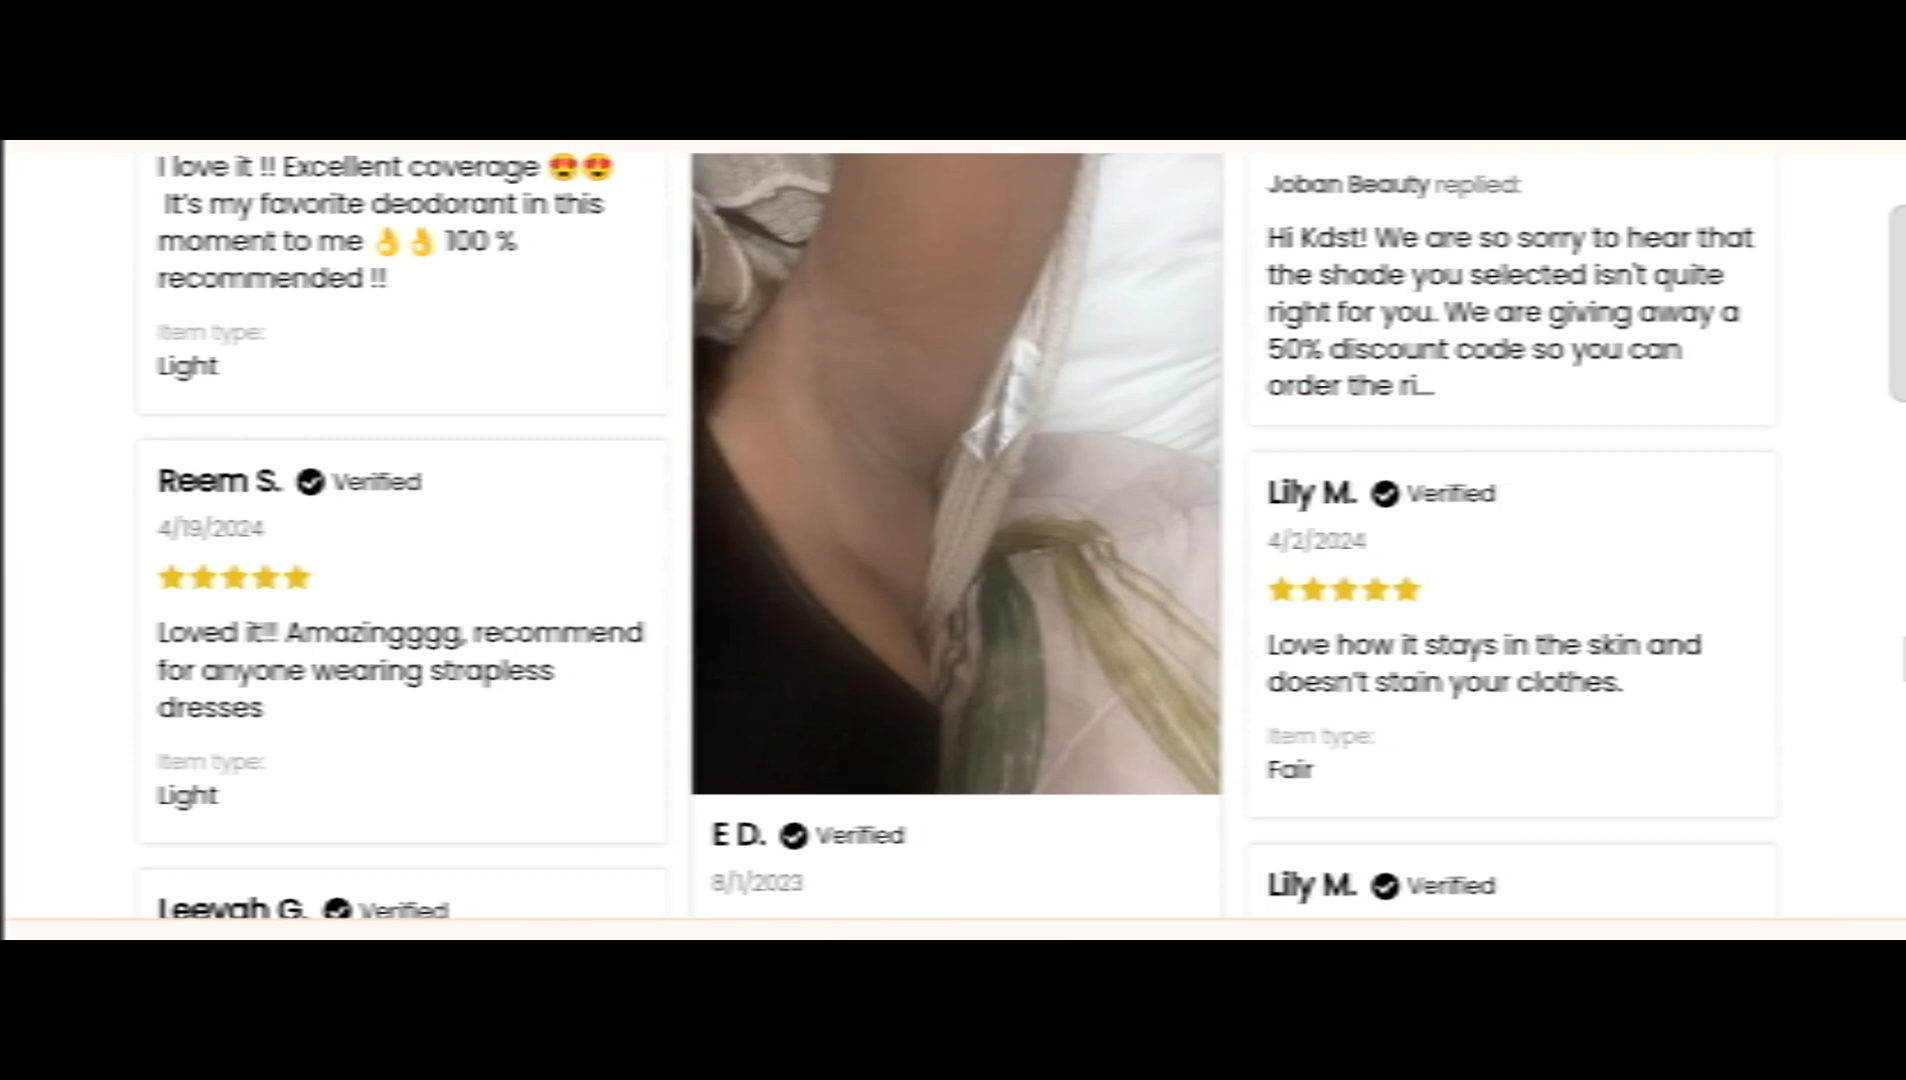 I love it !! Excellent coverage 😍😍
It's my favorite deodorant in this
moment to me 👌👌 100 %
recommended !!
Item type:
Light
Reem S. Verified
4/19/2024
Loved it!! Amazingggg, recommend
for anyone wearing strapless
dresses
Item type:
Light
Leevah G. Verified
E D. Verified
8/1/2023
Joban Beauty replied:
Hi Kdst! We are so sorry to hear that
the shade you selected isn't quite
right for you. We are giving away a
50% discount code so you can
order the ri...
Lily M. Verified
4/2/2024
Love how it stays in the skin and
doesn't stain your clothes.
Item type:
Fair
Lily M. Verified